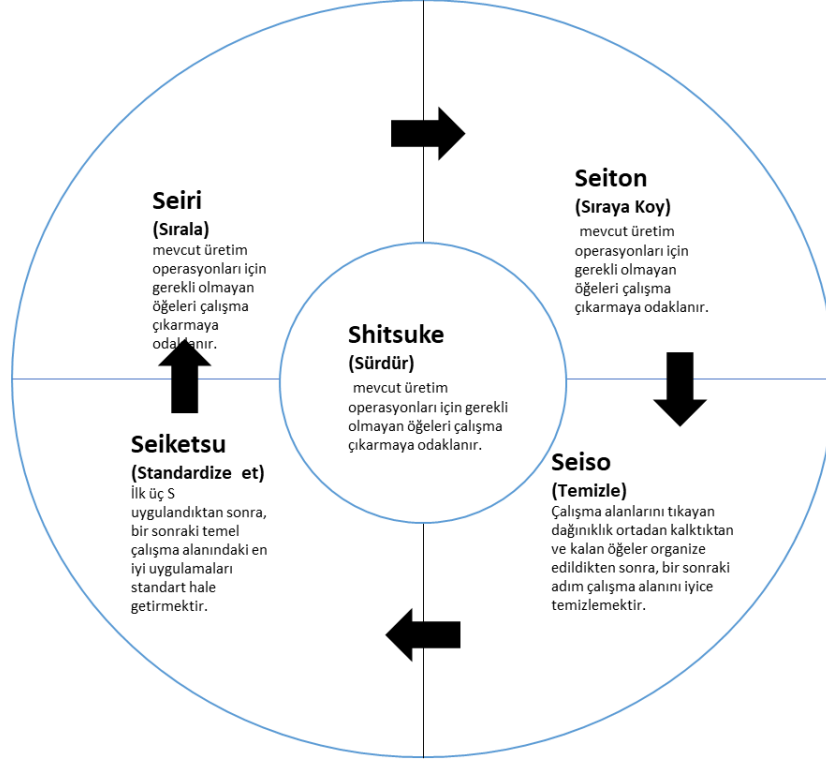 Seiri
(Sırala)
mevcut üretim
operasyonları için
gerekli olmayan
öğeleri çalışma
çıkarmaya
odaklanır.
Seiton
(Sıraya Koy)
mevcut üretim
operasyonları için
gerekli olmayan
öğeleri çalışma
çıkarmaya odaklanır.
Shitsuke
(Sürdür)
mevcut üretim
operasyonları için gerekli
olmayan öğeleri çalışma
çıkarmaya odaklanır.
Seiketsu
(Standardize et)
İlk üç S
uygulandıktan sonra,
bir sonraki temel
çalışma alanındaki en
iyi uygulamaları
standart hale
getirmektir.
Seiso
(Temizle)
Çalışma alanlarını tıkayan
dağınıklık ortadan kalktıktan
ve kalan öğeler organize
edildikten sonra, bir sonraki
adım çalışma alanını iyice
temizlemektir.